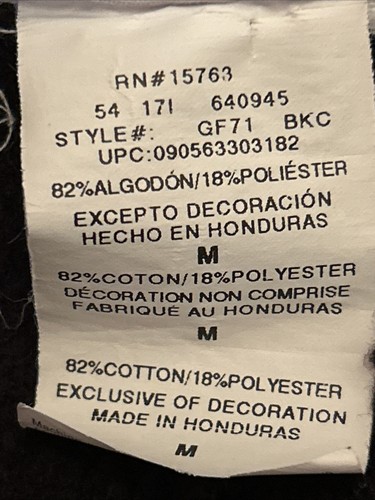 RN#15763
54 17I 640945
STYLE#: GF71 BKC
UPC:090563303182
82%ALGODÓN/18%POLIÉSTER
EXCEPTO DECORACIÓN
HECHO EN HONDURAS
M
82%COTON/18%POLYESTER
DÉCORATION NON COMPRISE
FABRIQUÉ AU HONDURAS
M
82%COTTON/18%POLYESTER
EXCLUSIVE OF DECORATION
MADE IN HONDURAS
M